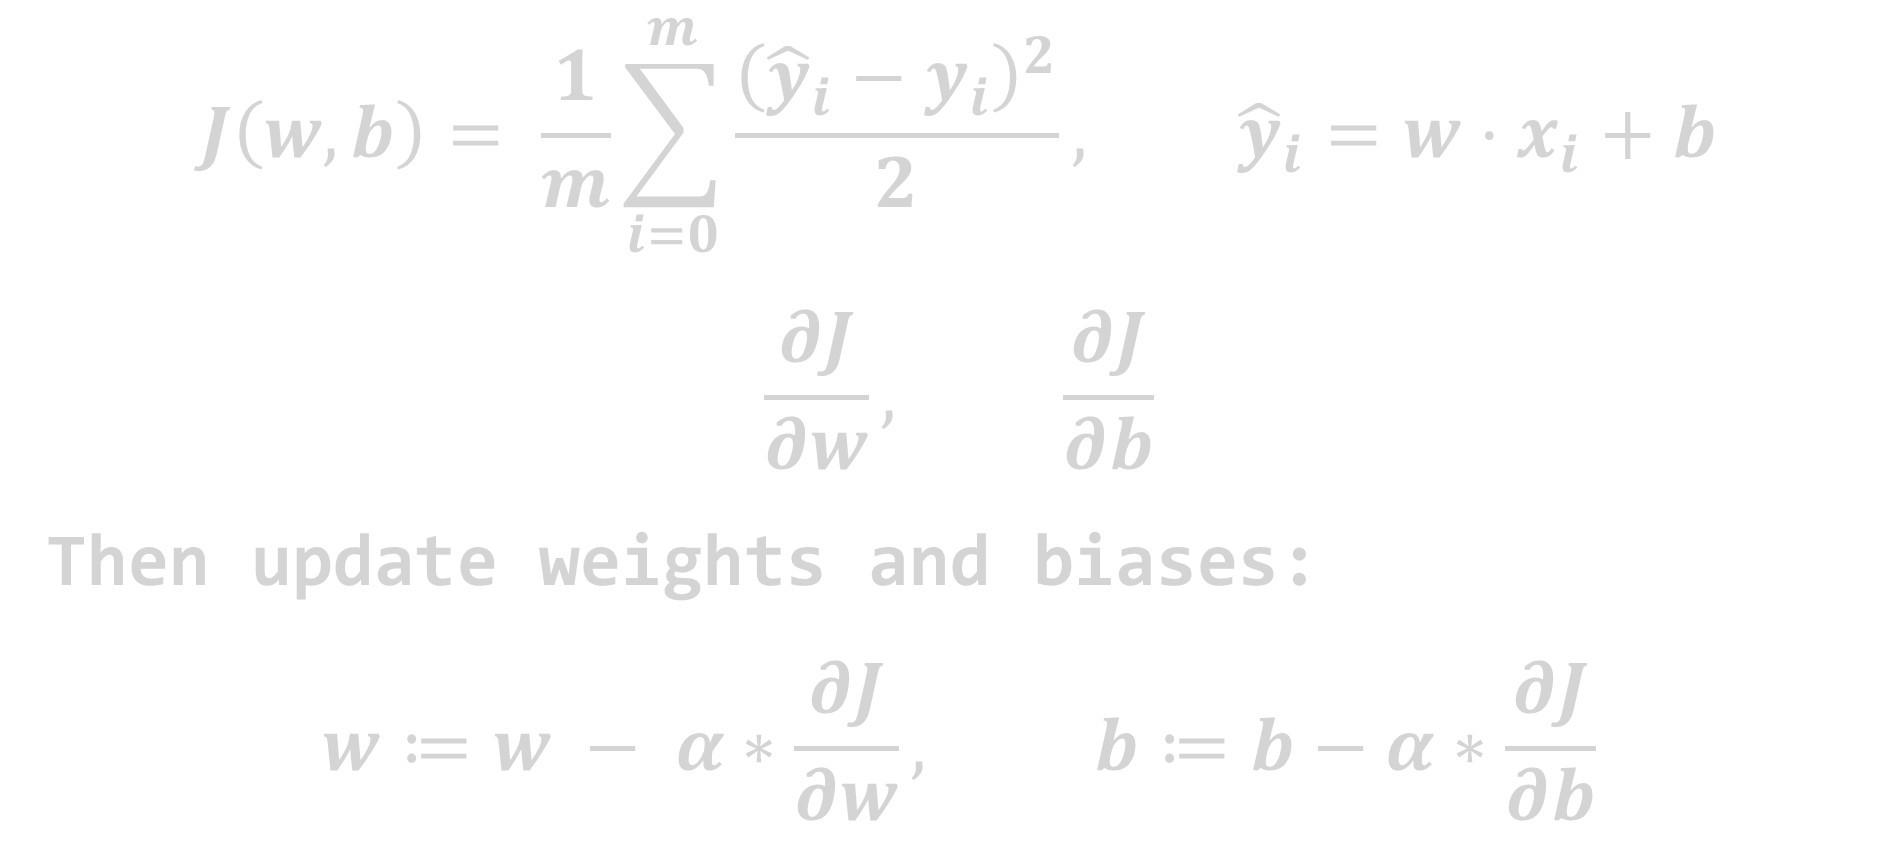 J(w, b) = 1/m ∑_{i=0}^{m} (ŷ_i − y_i)^2 / 2 , ŷ_i = w · x_i + b
∂J/∂w , ∂J/∂b
Then update weights and biases:
w := w − α * ∂J/∂w , b := b − α * ∂J/∂b